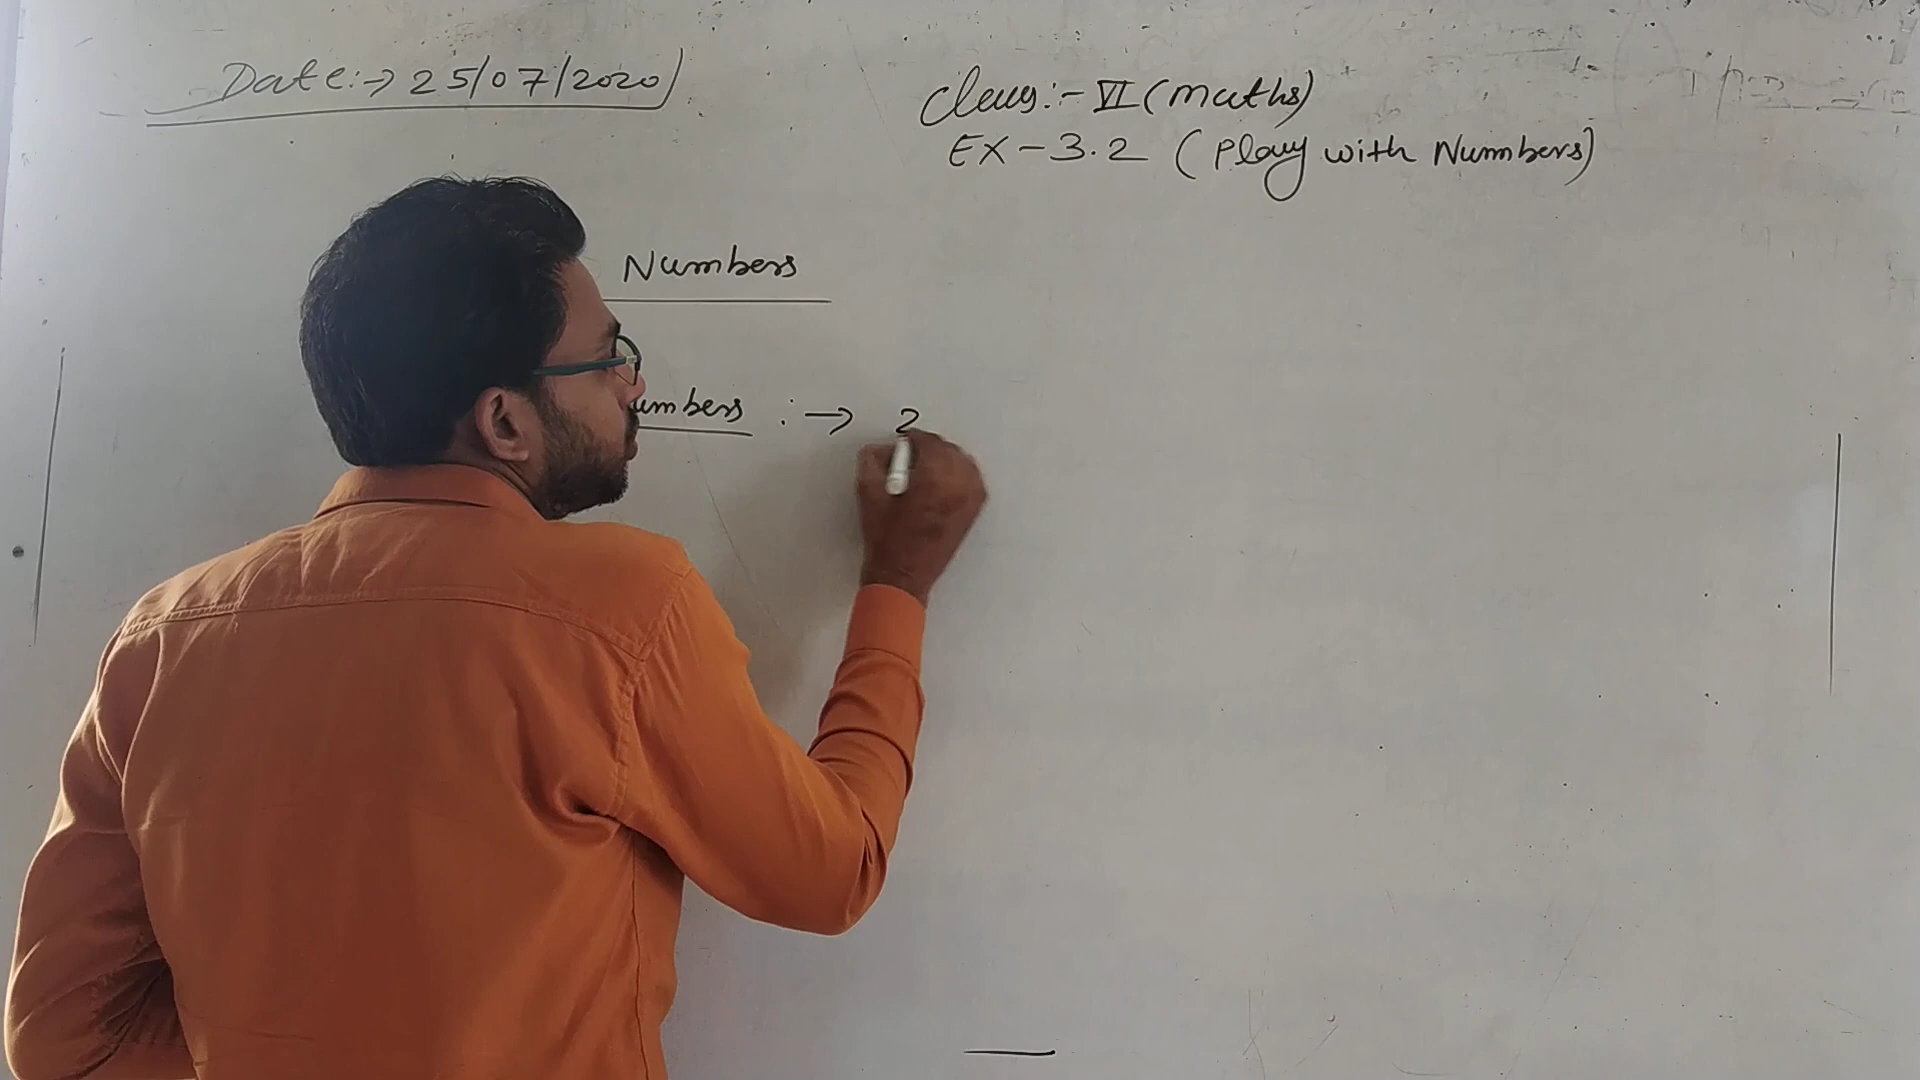 Date:→ 25/07/2020
Class:- VI (Maths)
EX-3.2 (Play with Numbers)
Numbers
umbers :→ 2